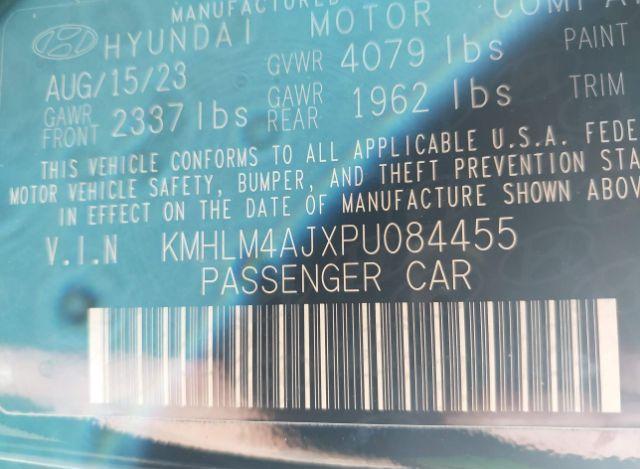 MANUFACTURED
HYUNDAI MOTOR COMPA
AUG/15/23 GVWR 4079 lbs PAINT
GAWR FRONT 2337 lbs GAWR REAR 1962 lbs TRIM
THIS VEHICLE CONFORMS TO ALL APPLICABLE U.S.A. FEDE
MOTOR VEHICLE SAFETY, BUMPER, AND THEFT PREVENTION STA
IN EFFECT ON THE DATE OF MANUFACTURE SHOWN ABOV
V.I.N KMHLM4AJXPU084455
PASSENGER CAR